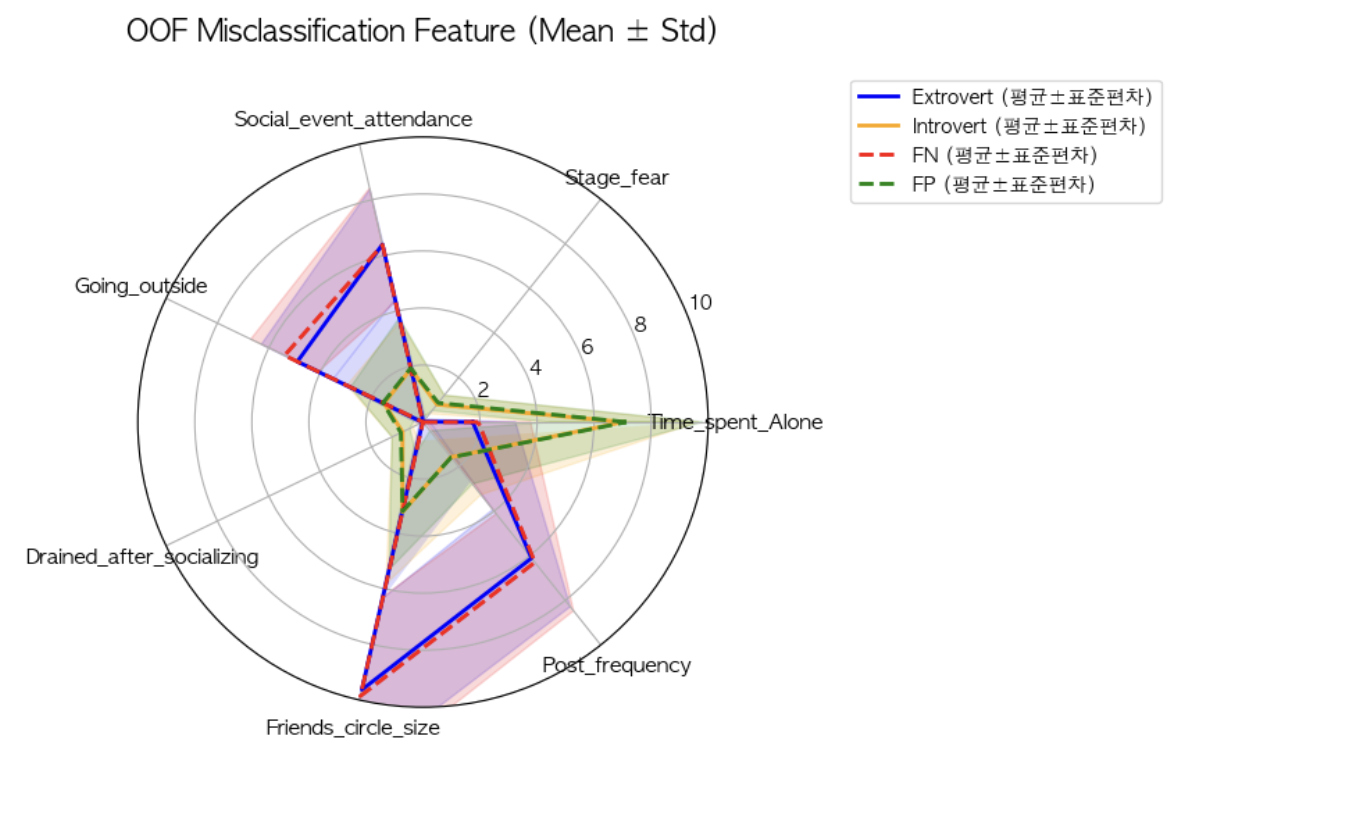 OOF Misclassification Feature (Mean ± Std)
Extrovert (평균±표준편차)
Introvert (평균±표준편차)
FN (평균±표준편차)
FP (평균±표준편차)
Social_event_attendance
Stage_fear
Going_outside
10
8
6
4
2
Time_spent_Alone
Drained_after_socializing
Post_frequency
Friends_circle_size